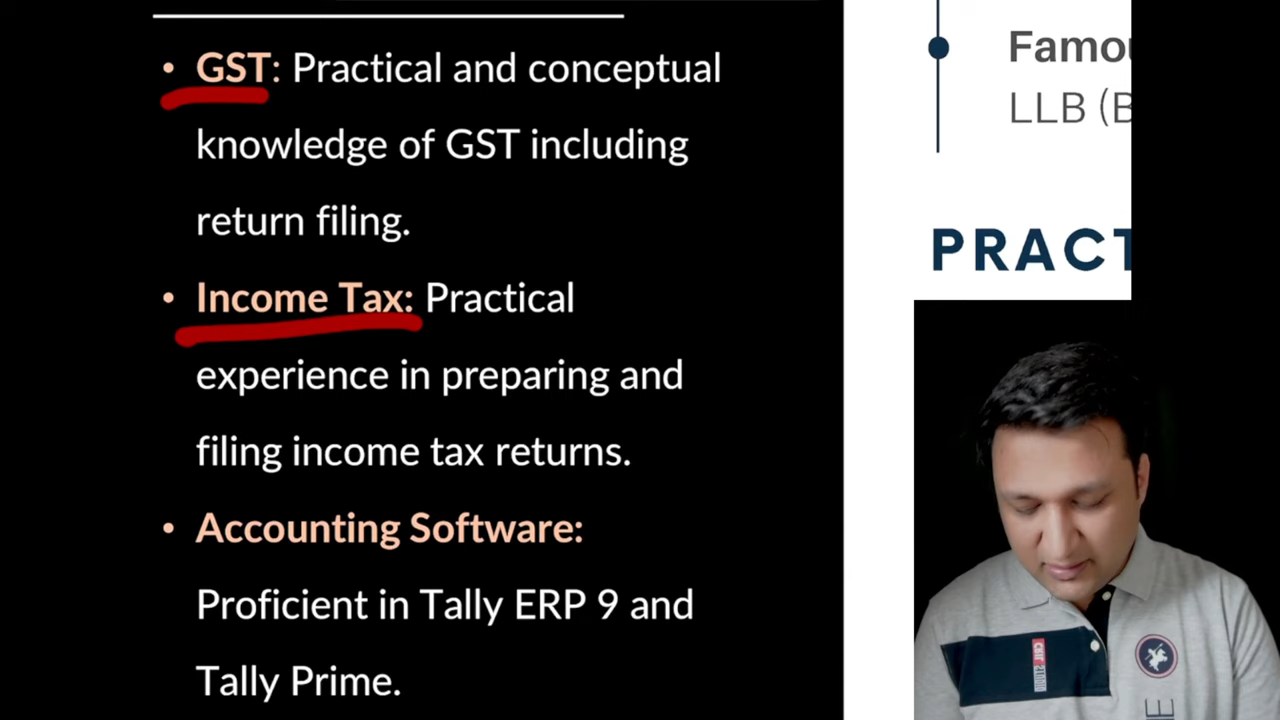 • GST: Practical and conceptual
knowledge of GST including
return filing.
• Income Tax: Practical
experience in preparing and
filing income tax returns.
• Accounting Software:
Proficient in Tally ERP 9 and
Tally Prime.
LLB (B